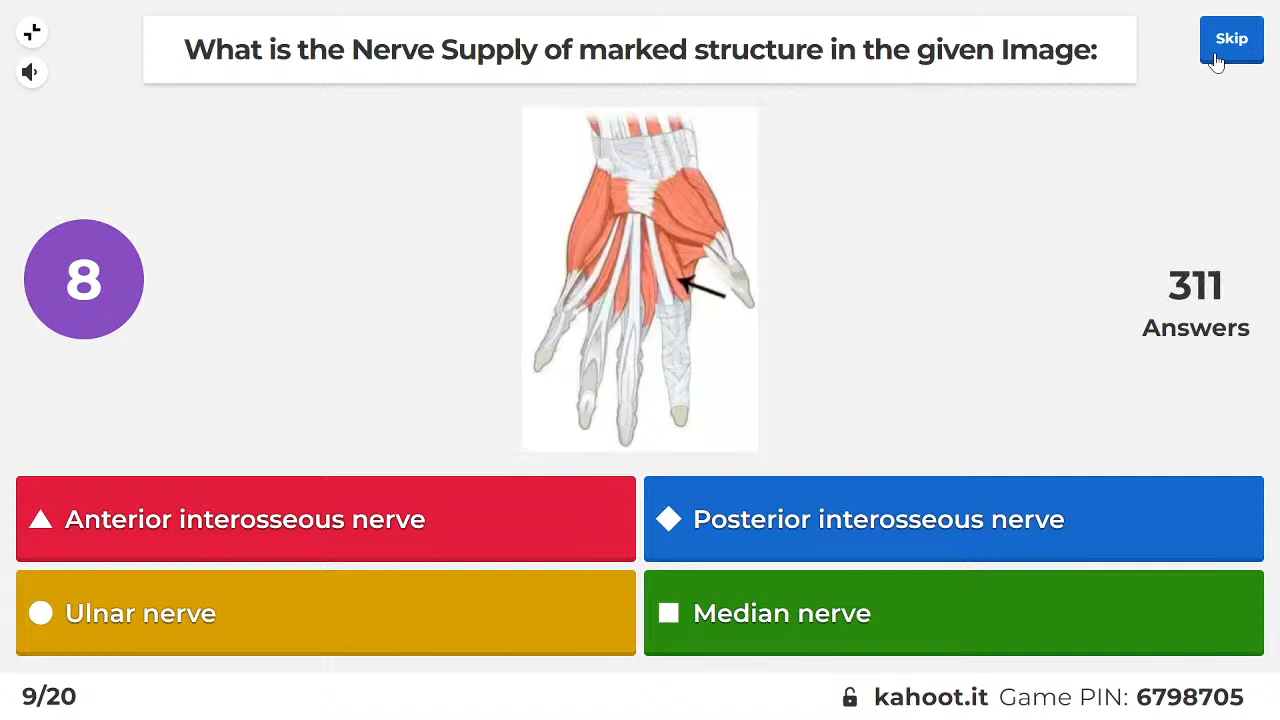 What is the Nerve Supply of marked structure in the given Image:
Skip
8
311
Answers
Anterior interosseous nerve
Posterior interosseous nerve
Ulnar nerve
Median nerve
9/20
kahoot.it Game PIN: 6798705